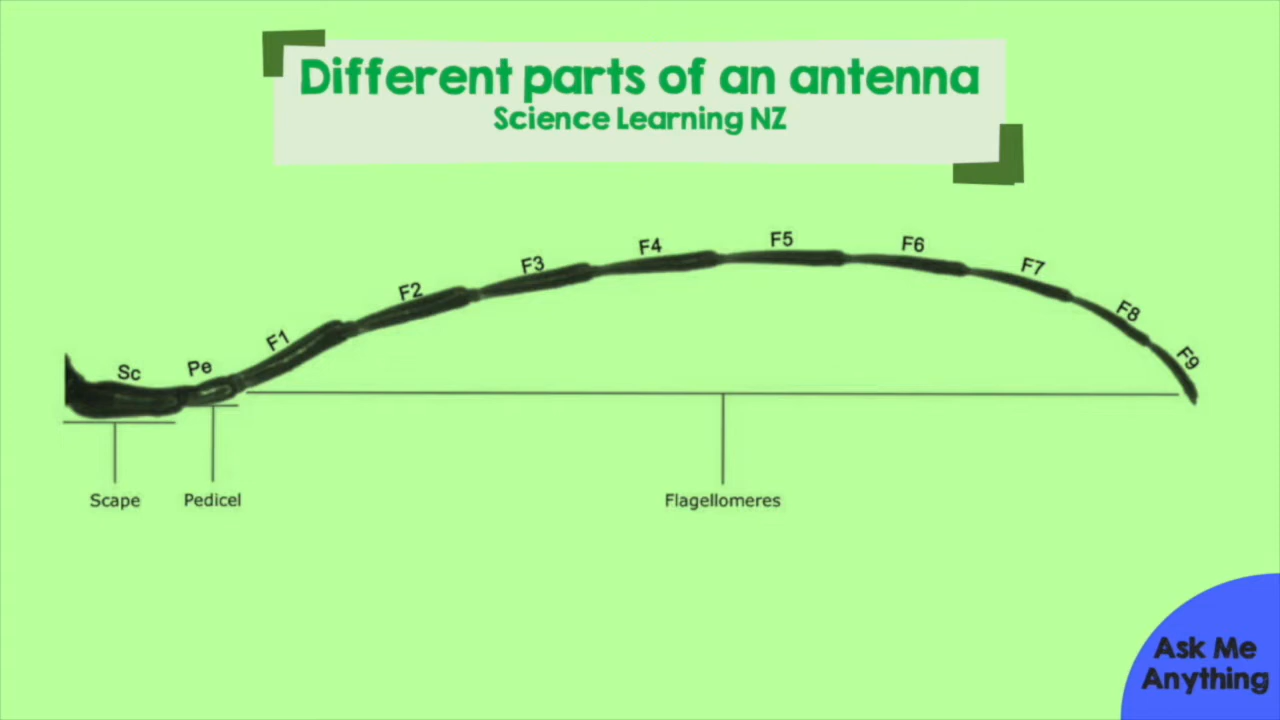 Different parts of an antenna
Science Learning NZ
Sc
Pe
F1
F2
F3
F4
F5
F6
F7
F8
F9
Scape
Pedicel
Flagellomeres
Ask Me
Anything